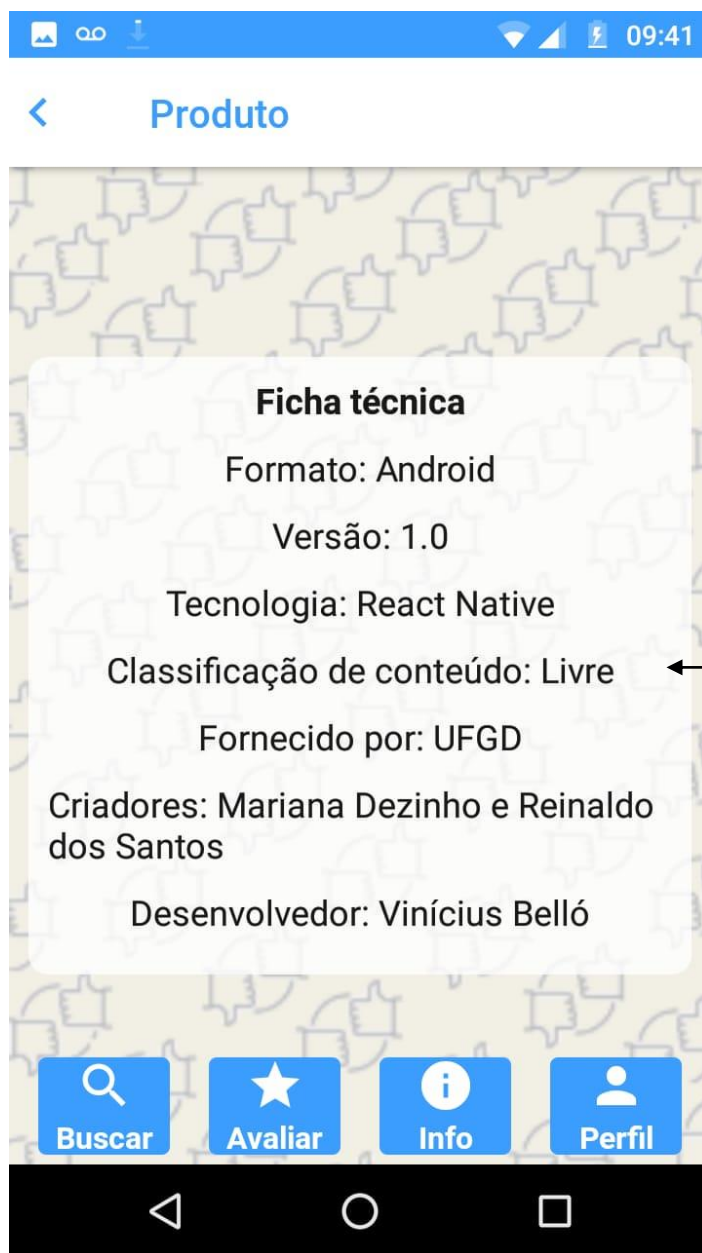 09:41
Produto
Ficha técnica
Formato: Android
Versão: 1.0
Tecnologia: React Native
Classificação de conteúdo: Livre
Fornecido por: UFGD
Criadores: Mariana Dezinho e Reinaldo
dos Santos
Desenvolvedor: Vinícius Belló
Buscar Avaliar Info Perfil